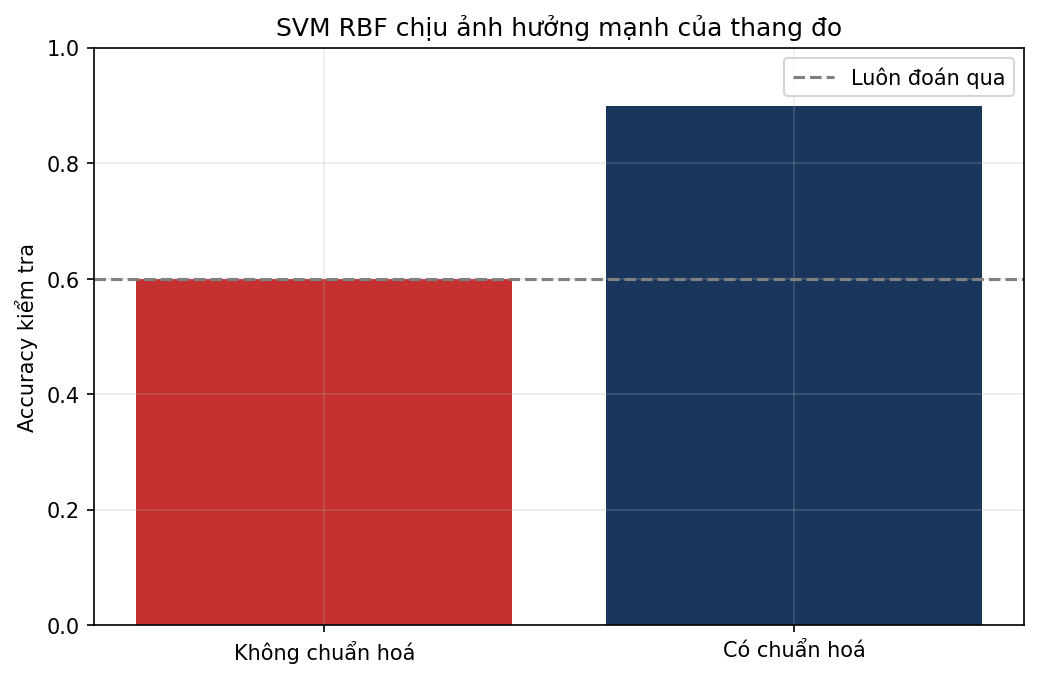 SVM RBF chịu ảnh hưởng mạnh của thang đo
Luôn đoán qua
Accuracy kiểm tra
1.0
0.8
0.6
0.4
0.2
0.0
Không chuẩn hoá
Có chuẩn hoá